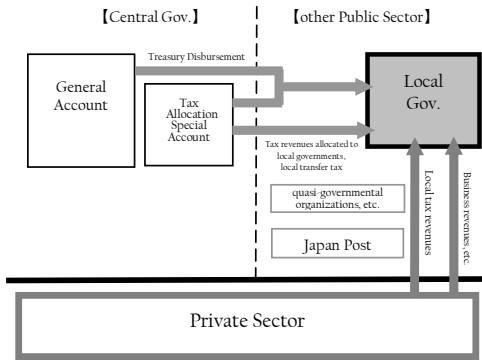 【Central Gov.】
【other Public Sector】
Treasury Disbursement
General
Account
Tax
Allocation
Special
Account
Local
Gov.
Tax revenues allocated to
local governments,
local transfer tax
quasi-governmental
organizations, etc.
Japan Post
Local tax revenues
Business revenues, etc.
Private Sector